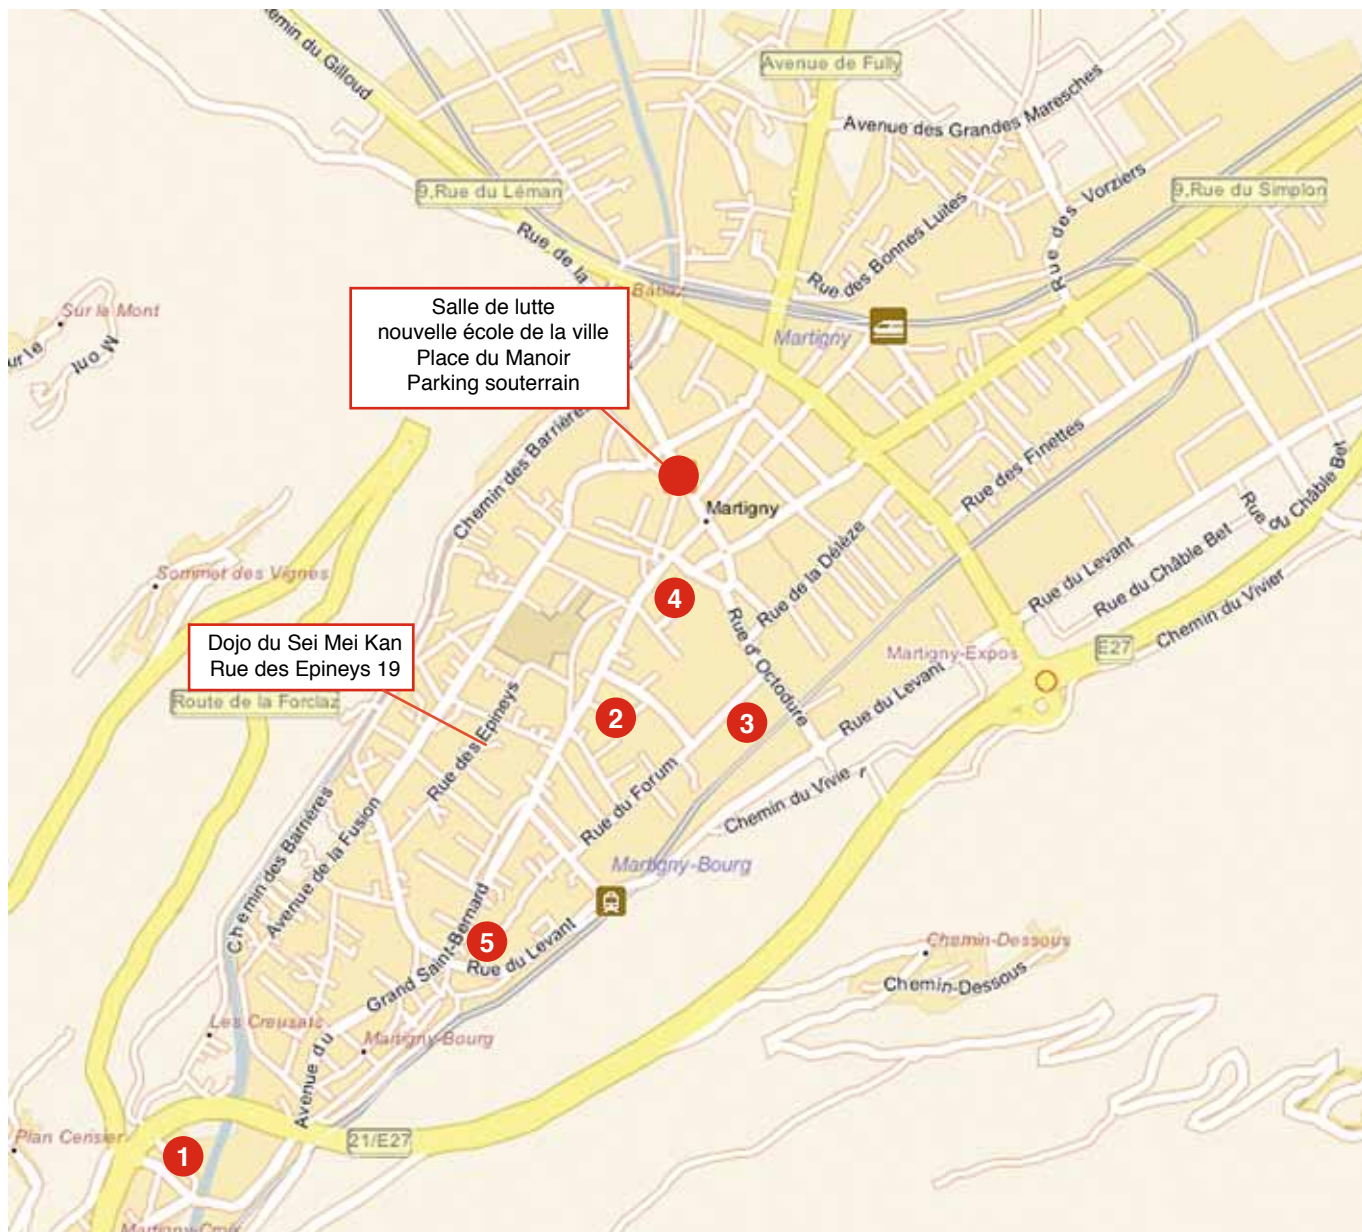 Chemin du Gilloud
Avenue de Fully
Avenue des Grandes Maresches
9,Rue du Léman
9,Rue du Simplon
Rue des Vorziers
Rue des Bonnes Luites
Rue de la
Sur le Mont
Mont
Salle de lutte
nouvelle école de la ville
Place du Manoir
Parking souterrain
Martigny
Chemin des Barrières
Martigny
Rue des Finettes
Rue du Châble Bet
Rue de la Délèze
Rue du Levant
Rue du Châble Bet
Chemin du Vivier
E27
Sommet des Vignes
4
Rue d'Octodure
Martigny-Expos
Dojo du Sei Mei Kan
Rue des Epineys 19
Route de la Forclaz
Rue des Epineys
2
3
Rue du Levant
Rue du Forum
Chemin du Vivier
Chemin des Barrières
Avenue de la Fusion
Martigny-Bourg
5
Rue du Levant
Avenue du Grand Saint-Bernard
Chemin-Dessous
Chemin-Dessous
Les Creusats
Martigny-Bourg
21/E27
Plan Censier
1
Martigny-Croix